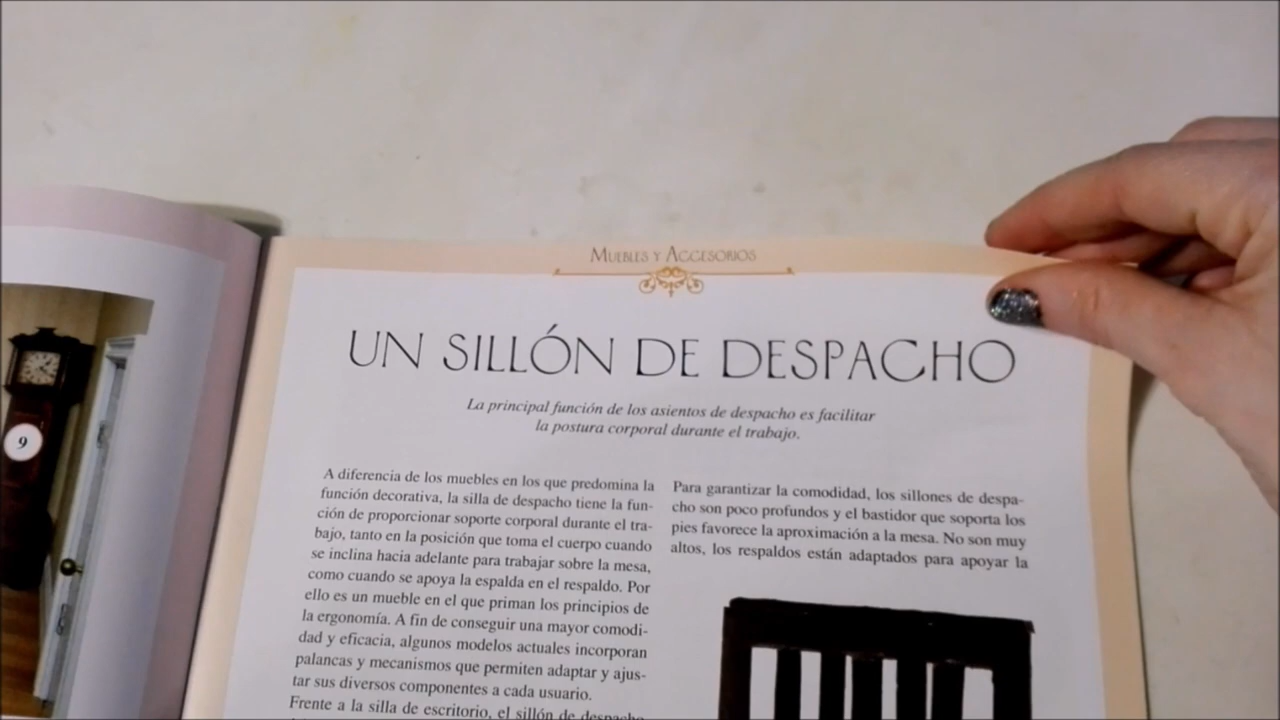 9
MUEBLES Y ACCESORIOS
UN SILLÓN DE DESPACHO
La principal función de los asientos de despacho es facilitar
la postura corporal durante el trabajo.
A diferencia de los muebles en los que predomina la
función decorativa, la silla de despacho tiene la fun-
ción de proporcionar soporte corporal durante el tra-
bajo, tanto en la posición que toma el cuerpo cuando
se inclina hacia adelante para trabajar sobre la mesa,
como cuando se apoya la espalda en el respaldo. Por
ello es un mueble en el que priman los principios de
la ergonomía. A fin de conseguir una mayor comodi-
dad y eficacia, algunos modelos actuales incorporan
palancas y mecanismos que permiten adaptar y ajus-
tar sus diversos componentes a cada usuario.
Frente a la silla de escritorio, el sillón de despacho
Para garantizar la comodidad, los sillones de despa-
cho son poco profundos y el bastidor que soporta los
pies favorece la aproximación a la mesa. No son muy
altos, los respaldos están adaptados para apoyar la